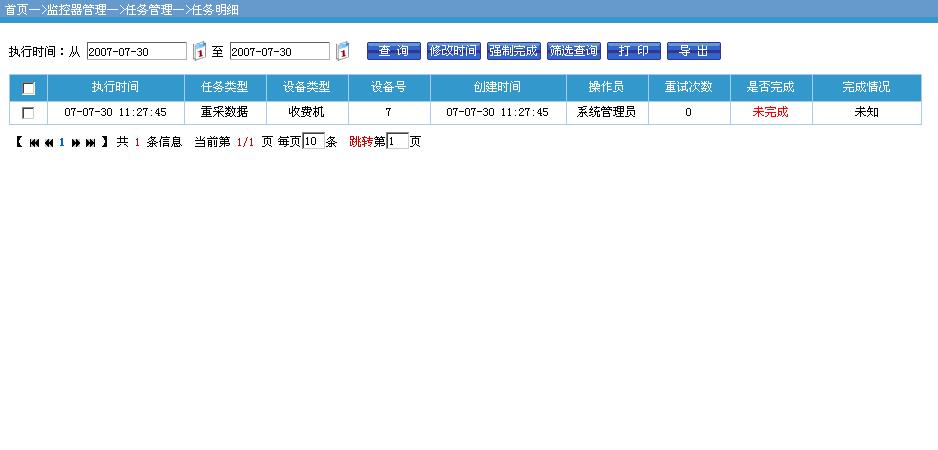 首页—>监控器管理—>任务管理—>任务明细
执行时间：从 2007-07-30 1 至 2007-07-30 1 查 询 修改时间 强制完成 筛选查询 打 印 导 出
执行时间 任务类型 设备类型 设备号 创建时间 操作员 重试次数 是否完成 完成情况
07-07-30 11:27:45 重采数据 收费机 7 07-07-30 11:27:45 系统管理员 0 未完成 未知
【 1 】 共 1 条信息 当前第 1/1 页 每页10条 跳转第1页